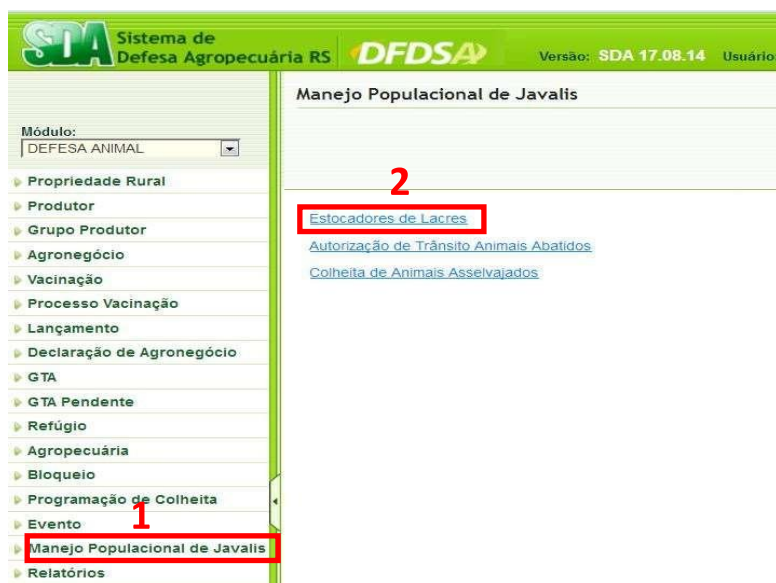 SDA
Sistema de
Defesa Agropecuária RS
DFDSA
Versão: SDA 17.08.14
Usuário
Manejo Populacional de Javalis
Módulo:
DEFESA ANIMAL
Propriedade Rural
Produtor
Grupo Produtor
Agronegócio
Vacinação
Processo Vacinação
Lançamento
Declaração de Agronegócio
GTA
GTA Pendente
Refúgio
Agropecuária
Bloqueio
Programação de Colheita
Evento
1
Manejo Populacional de Javalis
Relatórios
2
Estocadores de Lacres
Autorização de Trânsito Animais Abatidos
Colheita de Animais Asselvajados